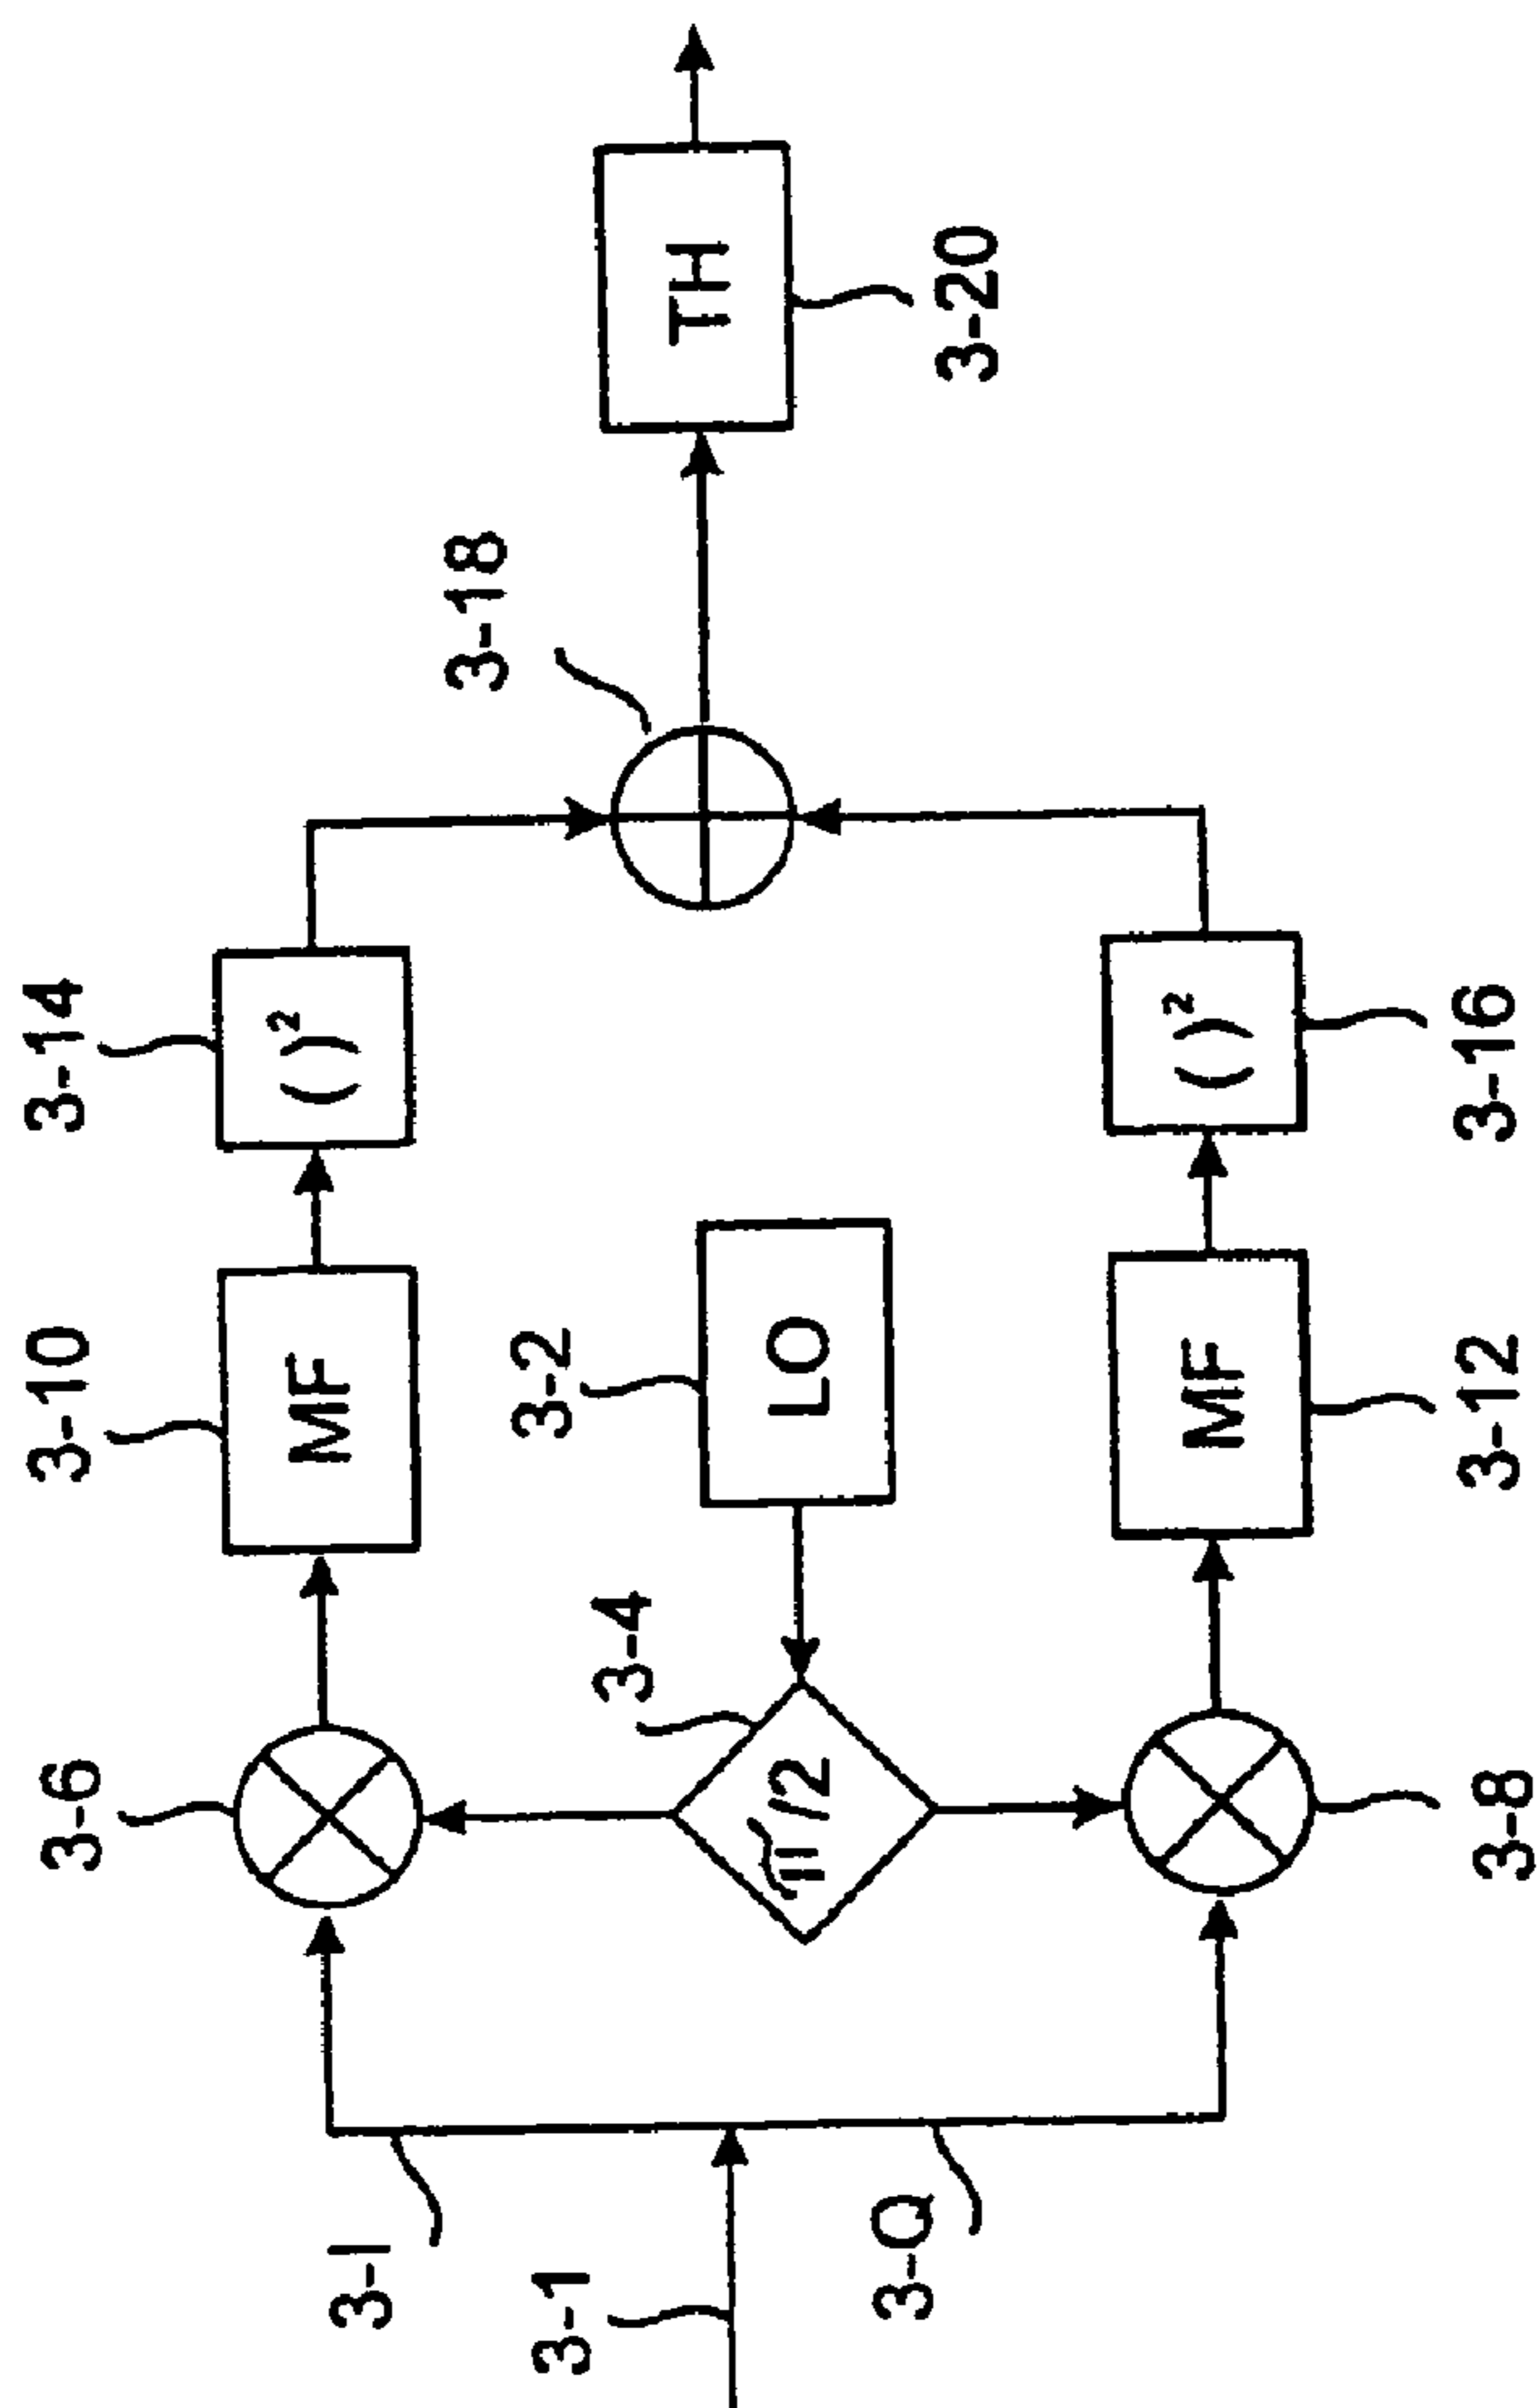 3-6
3-10
3-14
MF
( )²
3-I
3-18
3-1
3-4
3-2
TH
π/2
LO
3-Q
3-20
MF
( )²
3-8
3-12
3-16